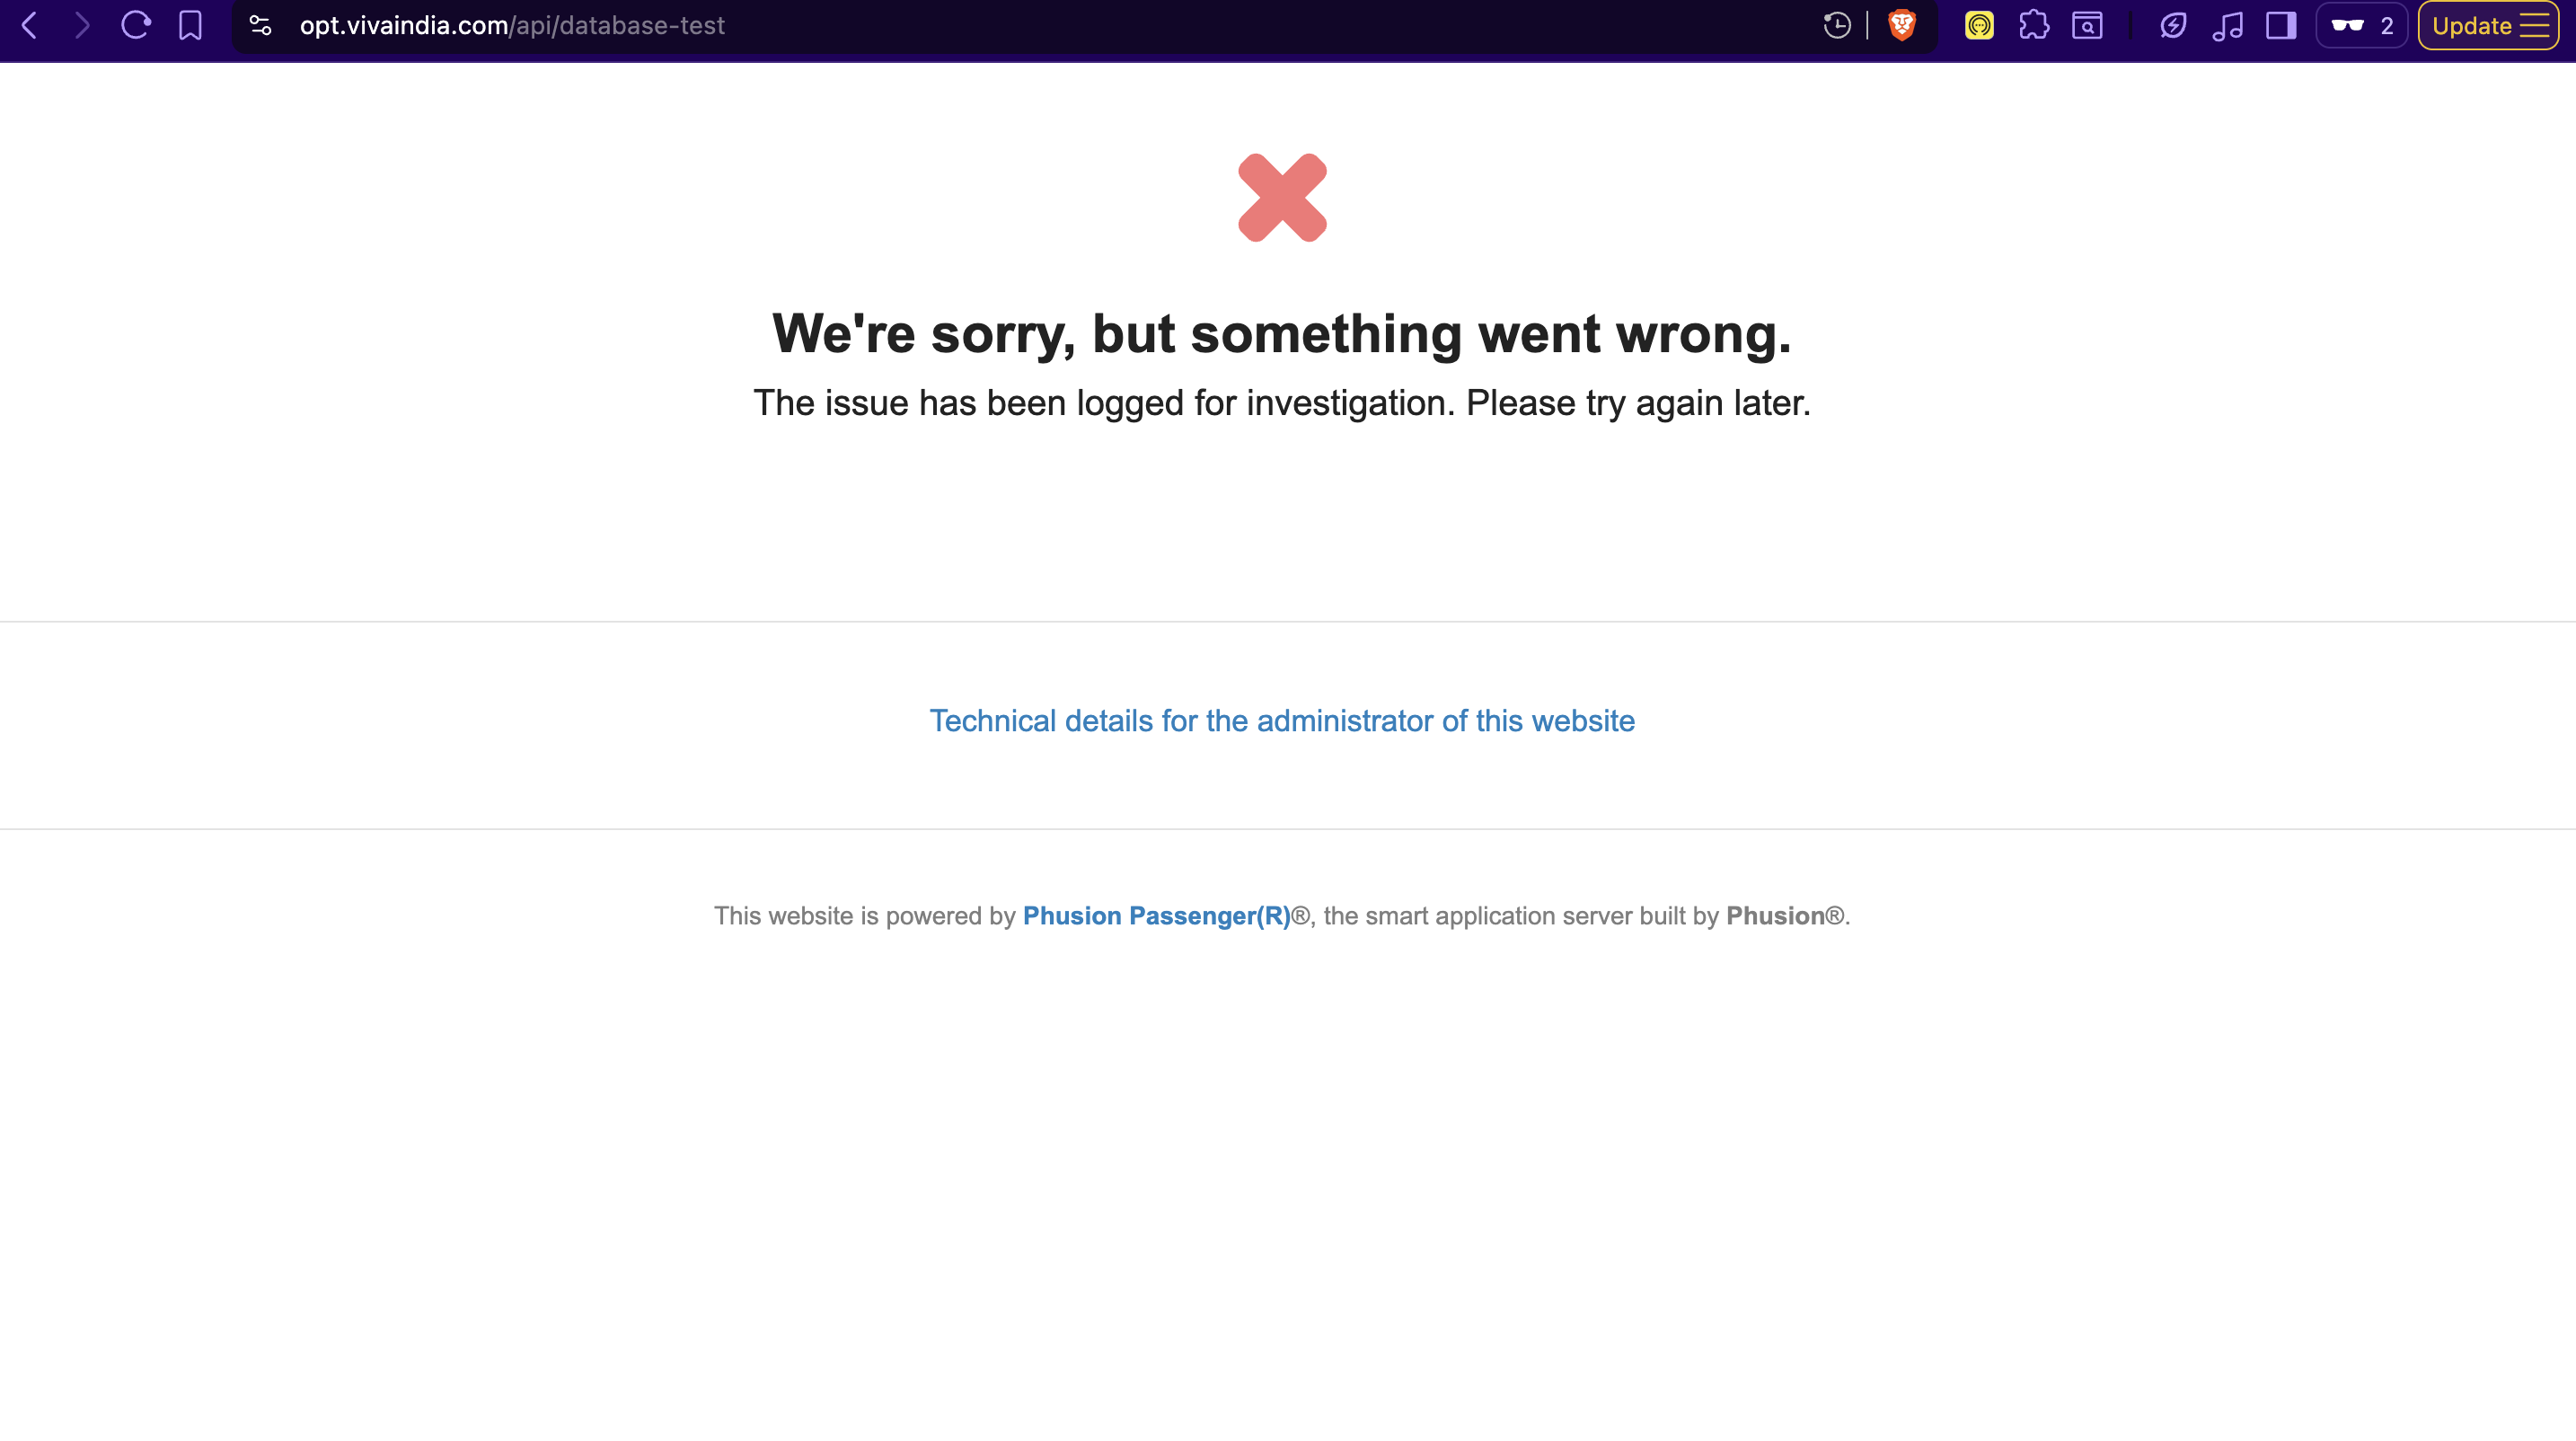 opt.vivaindia.com/api/database-test
2
Update
We're sorry, but something went wrong.
The issue has been logged for investigation. Please try again later.
Technical details for the administrator of this website
This website is powered by Phusion Passenger(R)®, the smart application server built by Phusion®.